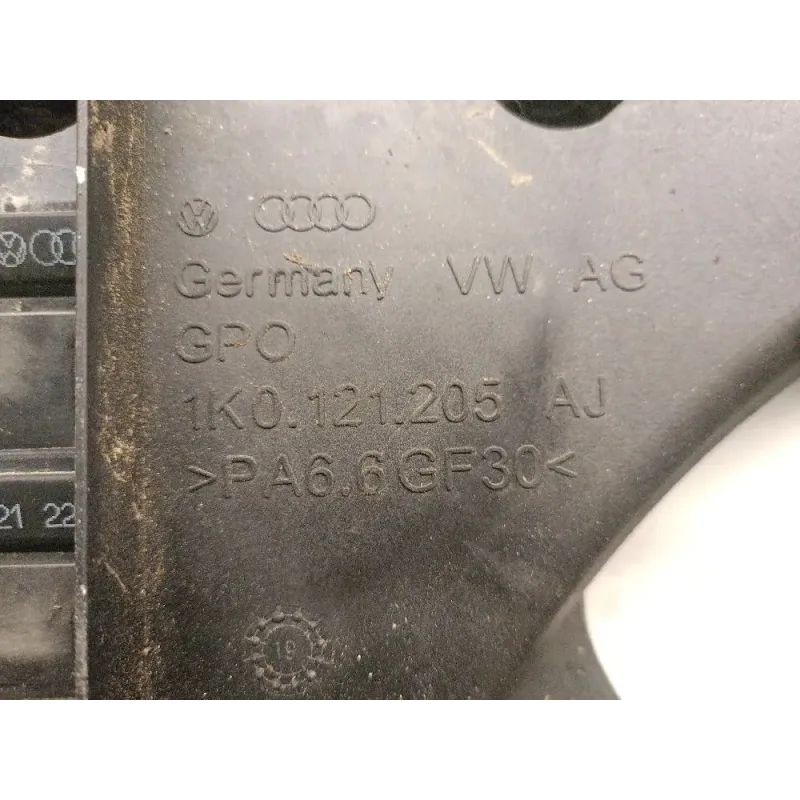 Germany VW AG
GPO
1K0.121.205 AJ
>PA6.6GF30<
21 22
19